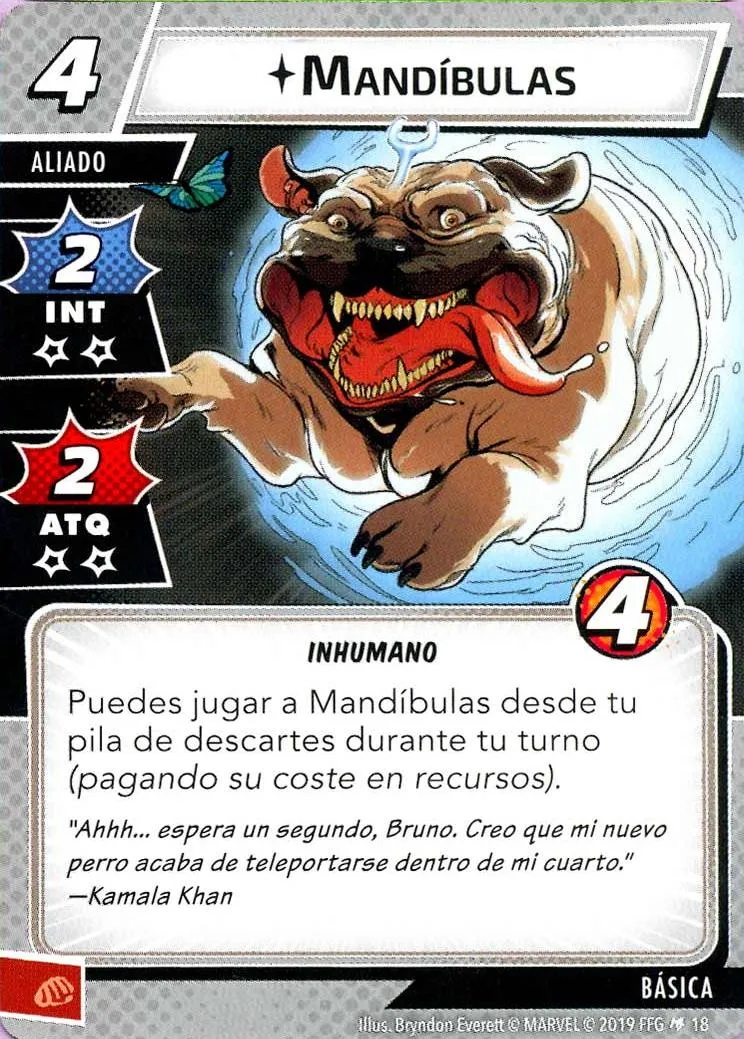 4
MANDÍBULAS
ALIADO
2
INT
2
ATQ
4
INHUMANO
Puedes jugar a Mandíbulas desde tu
pila de descartes durante tu turno
(pagando su coste en recursos).
"Ahhh... espera un segundo, Bruno. Creo que mi nuevo
perro acaba de teleportarse dentro de mi cuarto."
—Kamala Khan
BÁSICA
Illus. Bryndon Everett © MARVEL © 2019 FFG 18